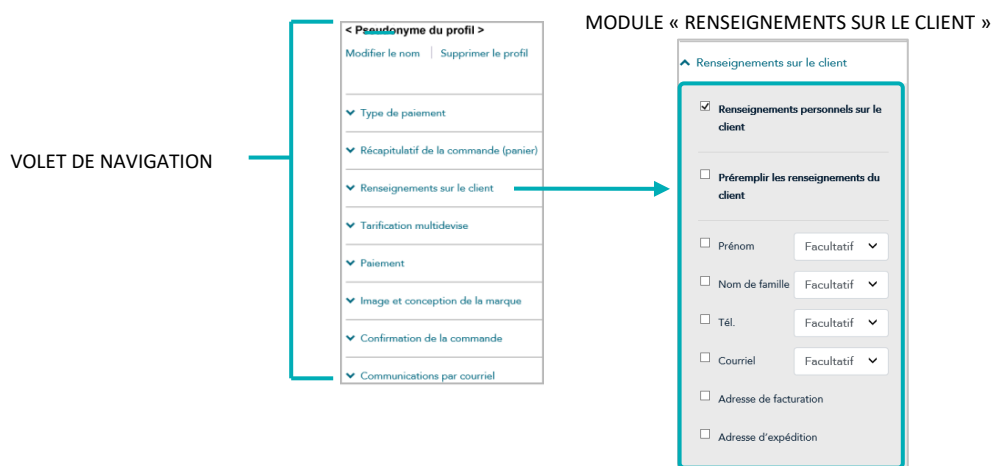 MODULE « RENSEIGNEMENTS SUR LE CLIENT »
VOLET DE NAVIGATION
< Pseudonyme du profil >
Modifier le nom | Supprimer le profil
Type de paiement
Récapitulatif de la commande (panier)
Renseignements sur le client
Tarification multidevise
Paiement
Image et conception de la marque
Confirmation de la commande
Communications par courriel
Renseignements sur le client
Renseignements personnels sur le
client
Préremplir les renseignements du
client
Prénom Facultatif
Nom de famille Facultatif
Tél. Facultatif
Courriel Facultatif
Adresse de facturation
Adresse d'expédition